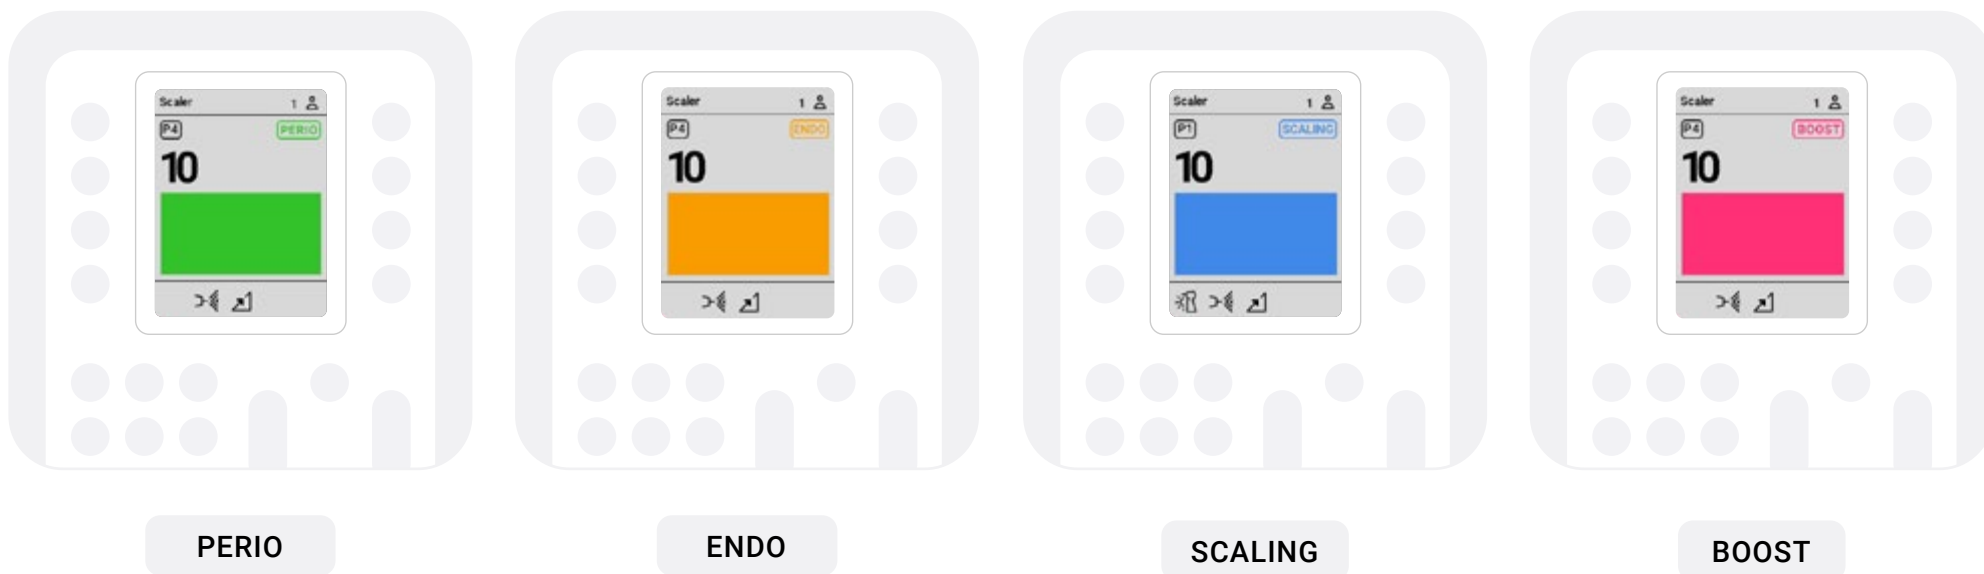 Scaler 1
P4 PERIO
10
Scaler 1
P4 ENDO
10
Scaler 1
P1 SCALING
10
Scaler 1
P4 BOOST
10
PERIO
ENDO
SCALING
BOOST